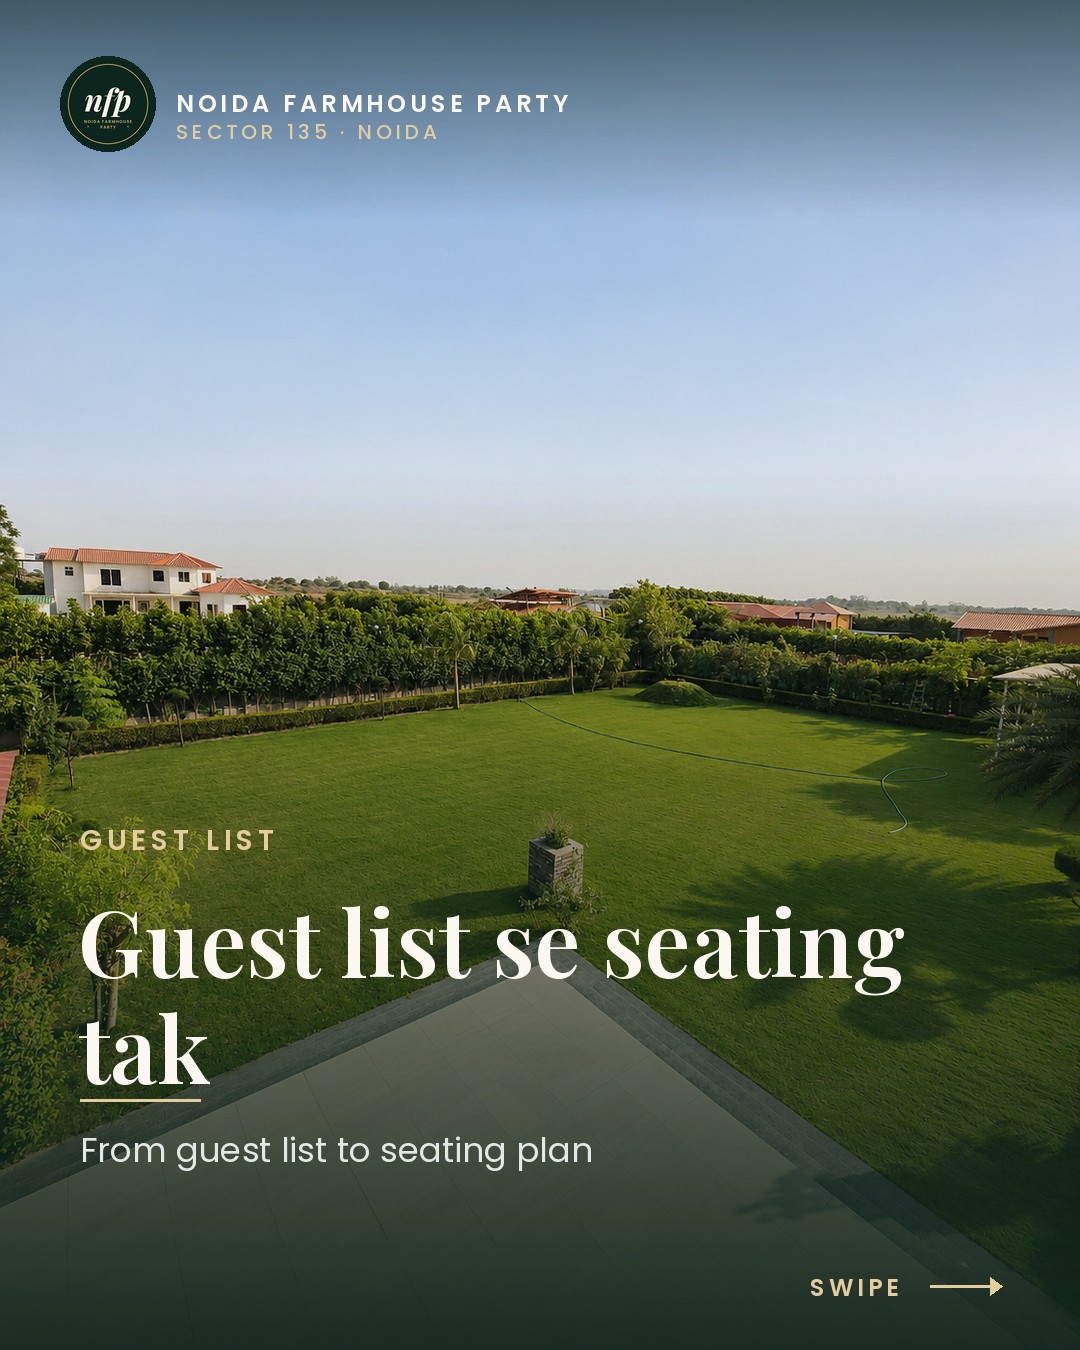 nfp
NOIDA FARMHOUSE
PARTY
NOIDA FARMHOUSE PARTY
SECTOR 135 · NOIDA
GUEST LIST
Guest list se seating
tak
From guest list to seating plan
SWIPE